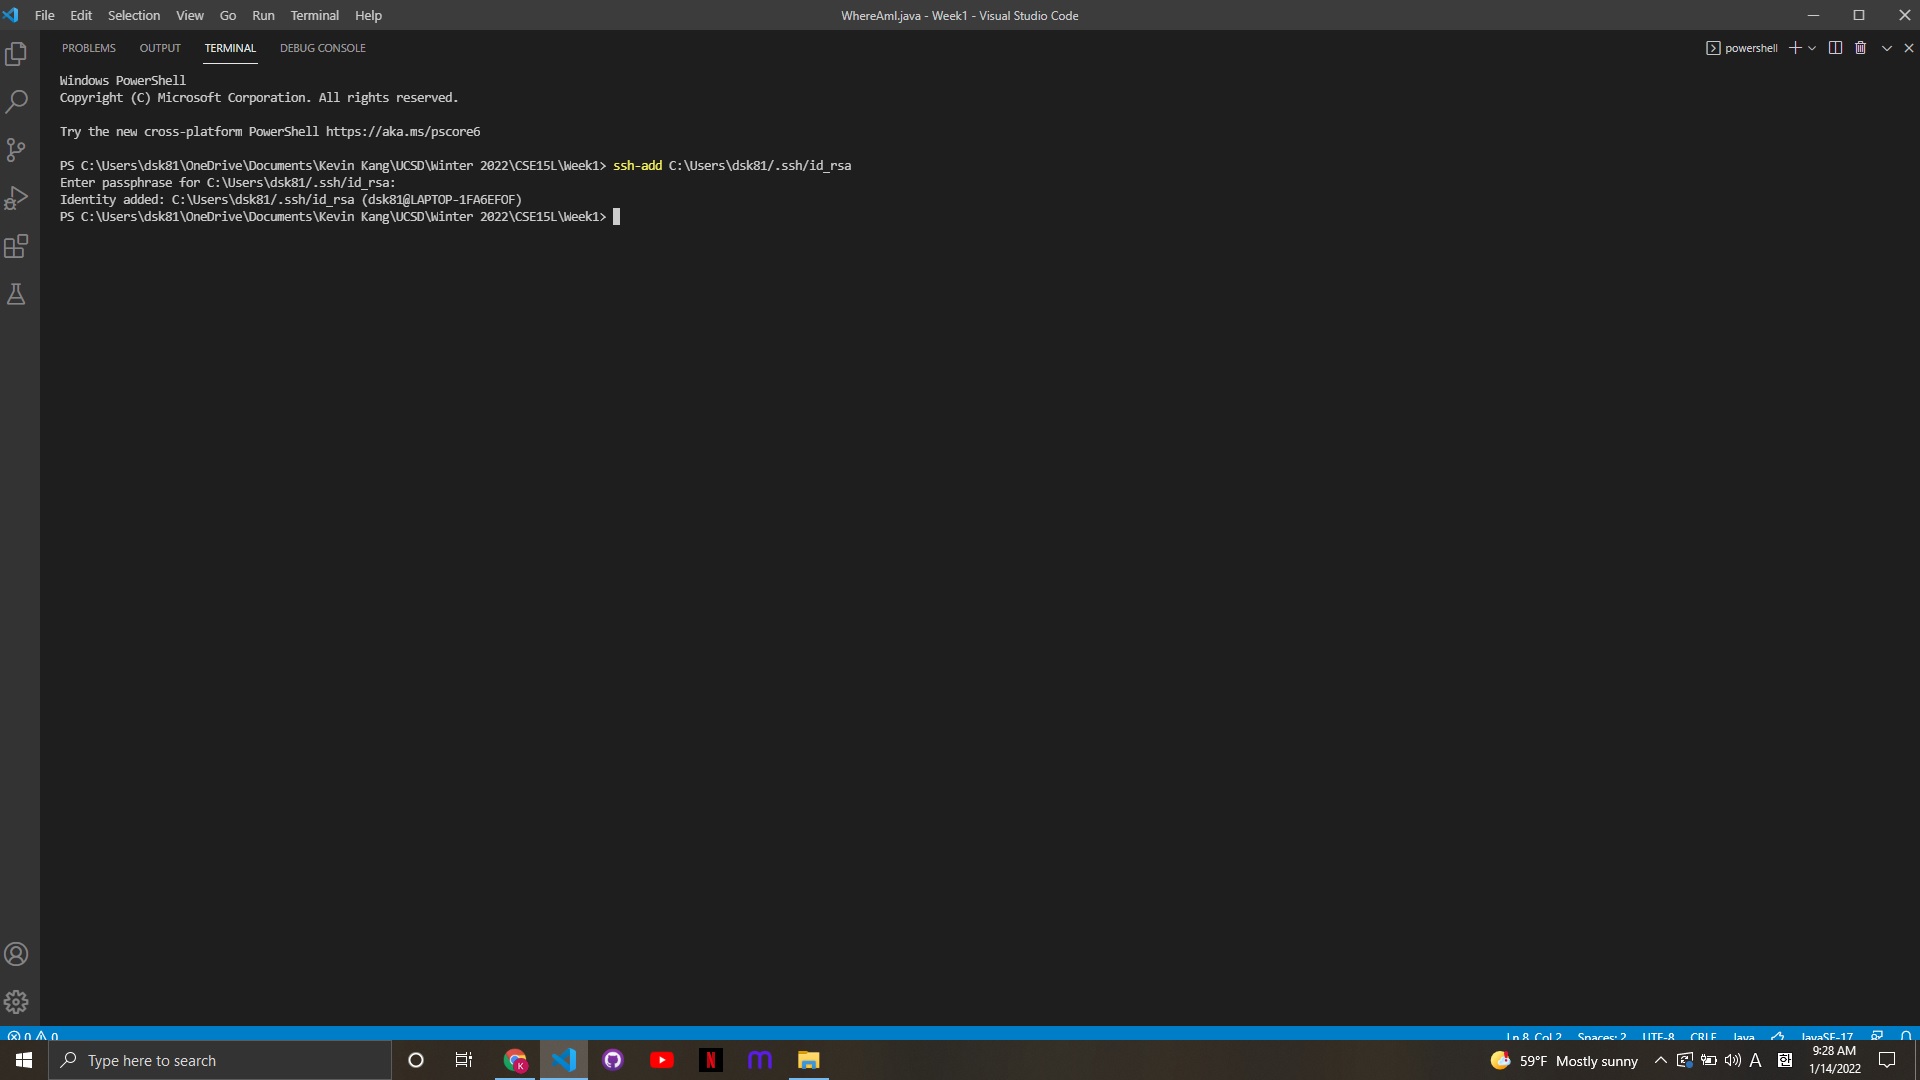 File Edit Selection View Go Run Terminal Help
WhereAmI.java - Week1 - Visual Studio Code
PROBLEMS OUTPUT TERMINAL DEBUG CONSOLE
powershell
Windows PowerShell
Copyright (C) Microsoft Corporation. All rights reserved.
Try the new cross-platform PowerShell https://aka.ms/pscore6
PS C:\Users\dsk81\OneDrive\Documents\Kevin Kang\UCSD\Winter 2022\CSE15L\Week1> ssh-add C:\Users\dsk81/.ssh/id_rsa
Enter passphrase for C:\Users\dsk81/.ssh/id_rsa:
Identity added: C:\Users\dsk81/.ssh/id_rsa (dsk81@LAPTOP-1FA6EFOF)
PS C:\Users\dsk81\OneDrive\Documents\Kevin Kang\UCSD\Winter 2022\CSE15L\Week1>
0 0
Ln 8, Col 2 Spaces: 2 UTF-8 CRLF Java JavaSE-17
Type here to search
K
N
m
59°F Mostly sunny
A
한
9:28 AM
1/14/2022